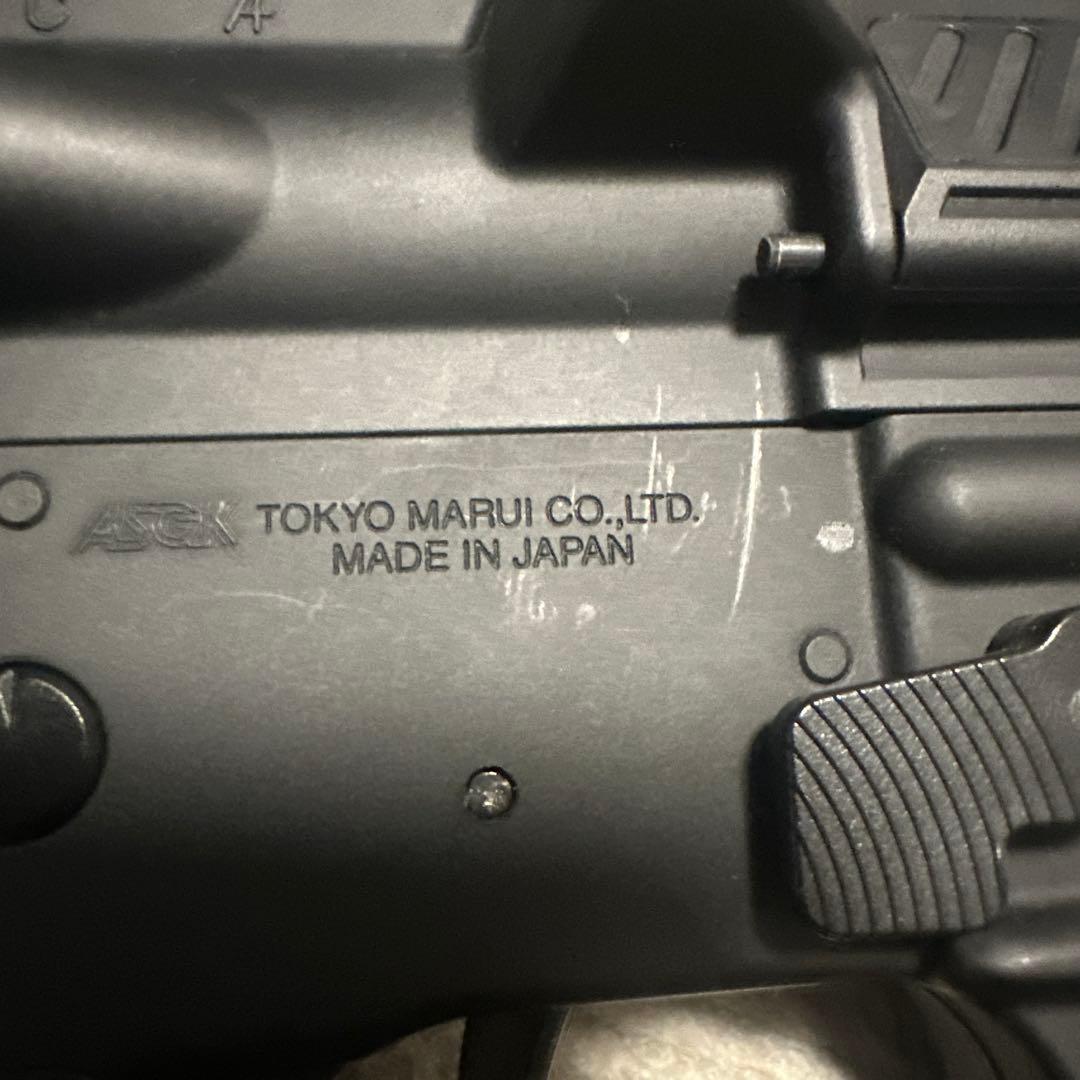 C A
ASGK TOKYO MARUI CO.,LTD.
MADE IN JAPAN